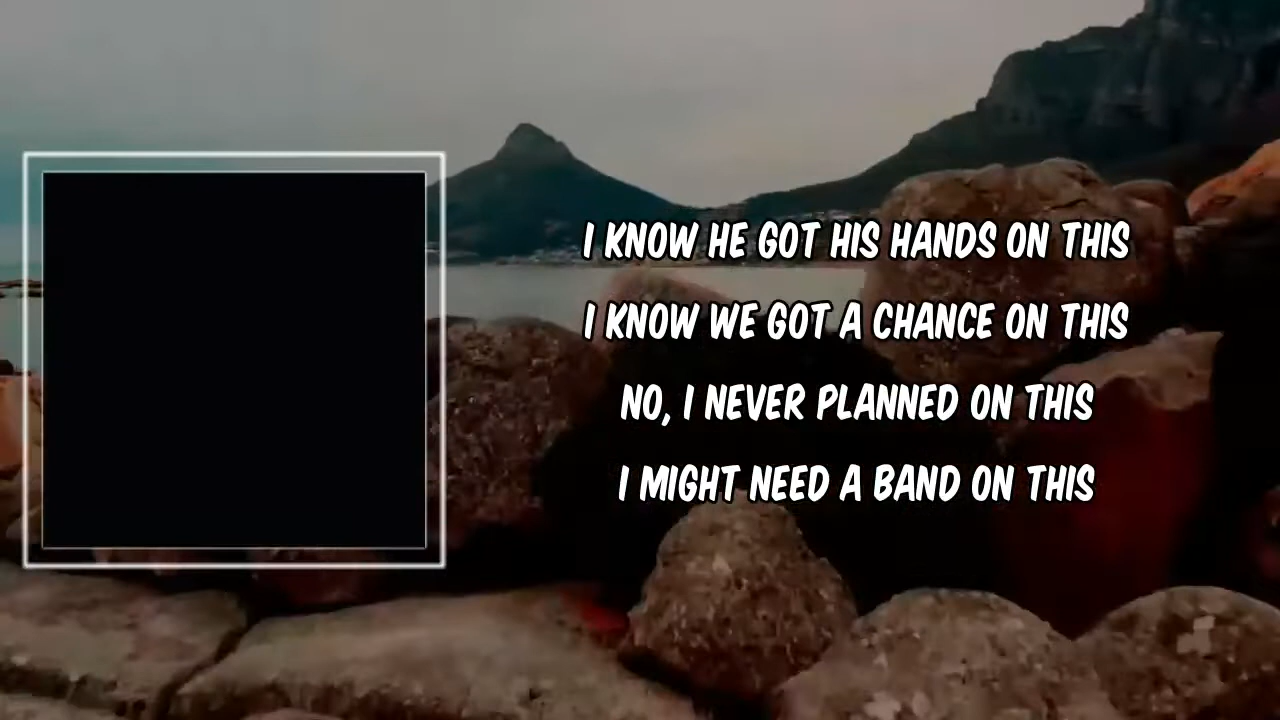 I KNOW HE GOT HIS HANDS ON THIS
I KNOW WE GOT A CHANCE ON THIS
NO, I NEVER PLANNED ON THIS
I MIGHT NEED A BAND ON THIS